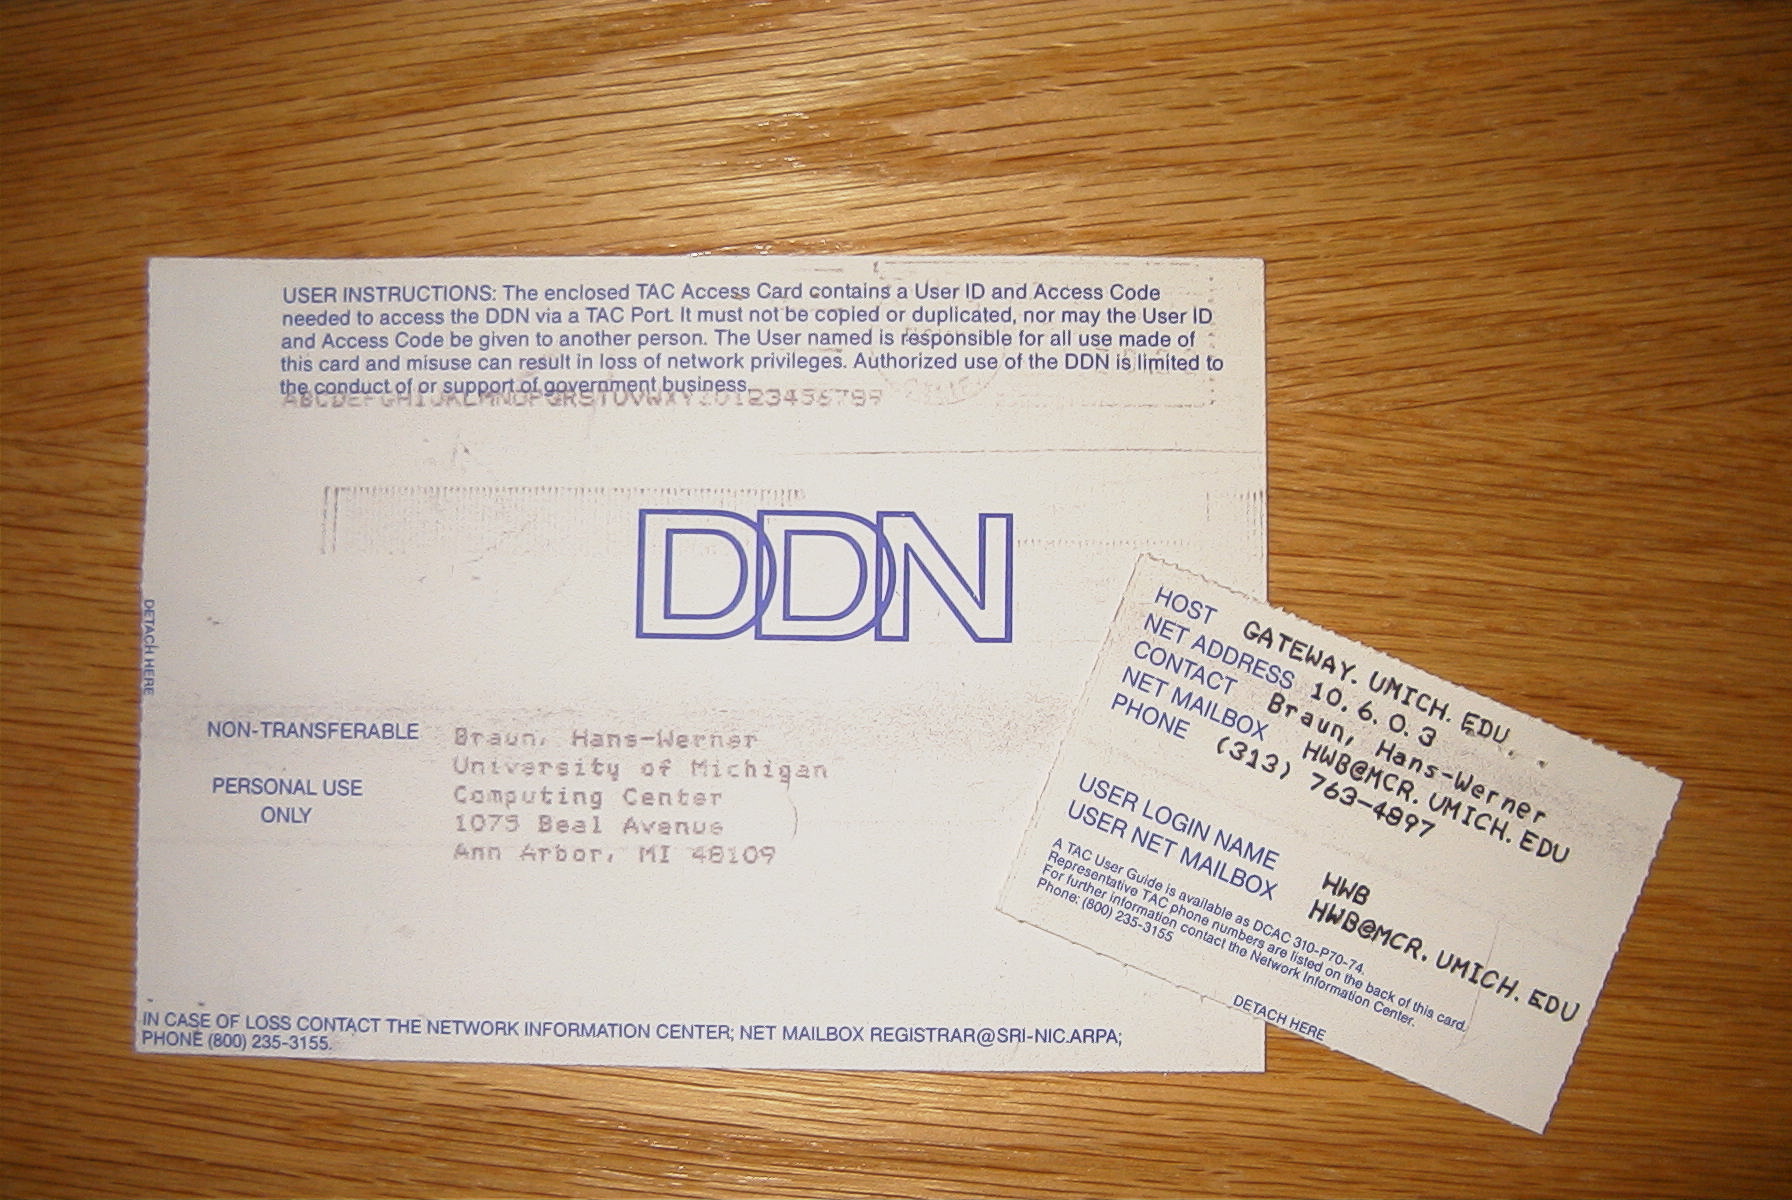 USER INSTRUCTIONS: The enclosed TAC Access Card contains a User ID and Access Code
needed to access the DDN via a TAC Port. It must not be copied or duplicated, nor may the User ID
and Access Code be given to another person. The User named is responsible for all use made of
this card and misuse can result in loss of network privileges. Authorized use of the DDN is limited to
the conduct of or support of government business.
ABCDEFGHIJKLMNOPQRSTUVWXYZ0123456789
DDN
DETACH HERE
NON-TRANSFERABLE
PERSONAL USE
ONLY
Braun, Hans-Werner
University of Michigan
Computing Center
1075 Beal Avenue
Ann Arbor, MI 48109
IN CASE OF LOSS CONTACT THE NETWORK INFORMATION CENTER; NET MAILBOX REGISTRAR@SRI-NIC.ARPA;
PHONE (800) 235-3155.
HOST GATEWAY.UMICH.EDU
NET ADDRESS 10.6.0.3
CONTACT Braun, Hans-Werner
NET MAILBOX HWB@MCR.UMICH.EDU
PHONE (313) 763-4897
USER LOGIN NAME HWB
USER NET MAILBOX HWB@MCR.UMICH.EDU
A TAC User Guide is available as DCAC 310-P70-74.
Representative TAC phone numbers are listed on the back of this card.
For further information contact the Network Information Center.
Phone: (800) 235-3155
DETACH HERE